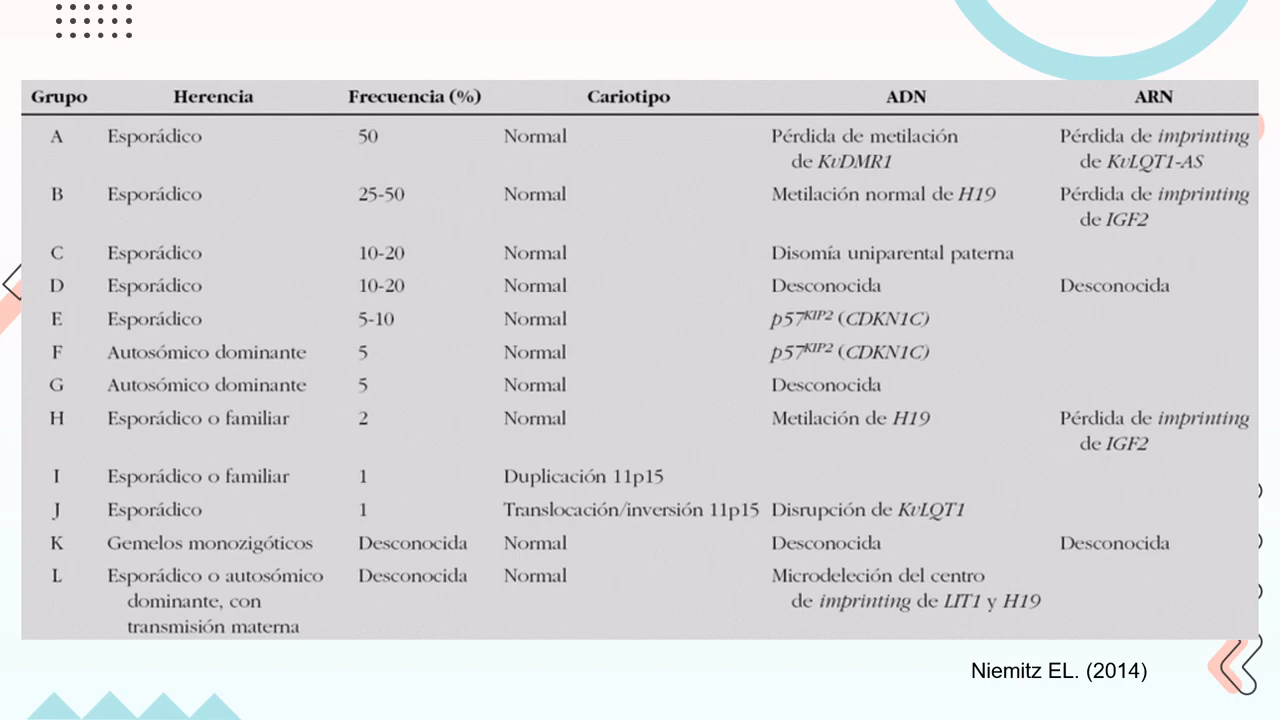 Grupo Herencia Frecuencia (%) Cariotipo ADN ARN
A Esporádico 50 Normal Pérdida de metilación Pérdida de imprinting
de KvDMR1 de KvLQT1-AS
B Esporádico 25-50 Normal Metilación normal de H19 Pérdida de imprinting
de IGF2
C Esporádico 10-20 Normal Disomía uniparental paterna
D Esporádico 10-20 Normal Desconocida Desconocida
E Esporádico 5-10 Normal p57KIP2 (CDKN1C)
F Autosómico dominante 5 Normal p57KIP2 (CDKN1C)
G Autosómico dominante 5 Normal Desconocida
H Esporádico o familiar 2 Normal Metilación de H19 Pérdida de imprinting
de IGF2
I Esporádico o familiar 1 Duplicación 11p15
J Esporádico 1 Translocación/inversión 11p15 Disrupción de KvLQT1
K Gemelos monozigóticos Desconocida Normal Desconocida Desconocida
L Esporádico o autosómico Desconocida Normal Microdeleción del centro
dominante, con de imprinting de LIT1 y H19
transmisión materna
Niemitz EL. (2014)